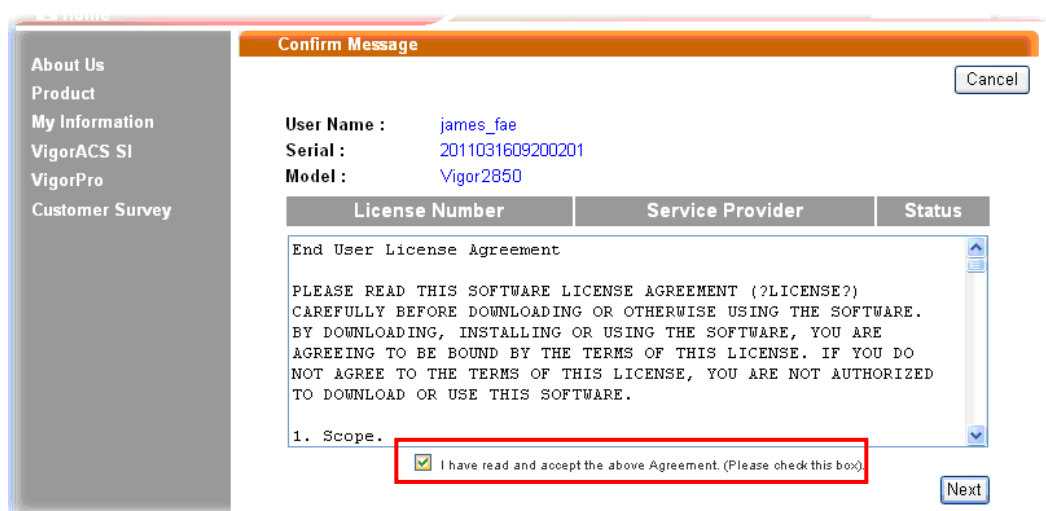 Home
Confirm Message
About Us
Product
My Information
VigorACS SI
VigorPro
Customer Survey
Cancel
User Name : james_fae
Serial : 2011031609200201
Model : Vigor2850
License Number Service Provider Status
End User License Agreement
PLEASE READ THIS SOFTWARE LICENSE AGREEMENT (?LICENSE?)
CAREFULLY BEFORE DOWNLOADING OR OTHERWISE USING THE SOFTWARE.
BY DOWNLOADING, INSTALLING OR USING THE SOFTWARE, YOU ARE
AGREEING TO BE BOUND BY THE TERMS OF THIS LICENSE. IF YOU DO
NOT AGREE TO THE TERMS OF THIS LICENSE, YOU ARE NOT AUTHORIZED
TO DOWNLOAD OR USE THIS SOFTWARE.
1. Scope.
I have read and accept the above Agreement. (Please check this box).
Next